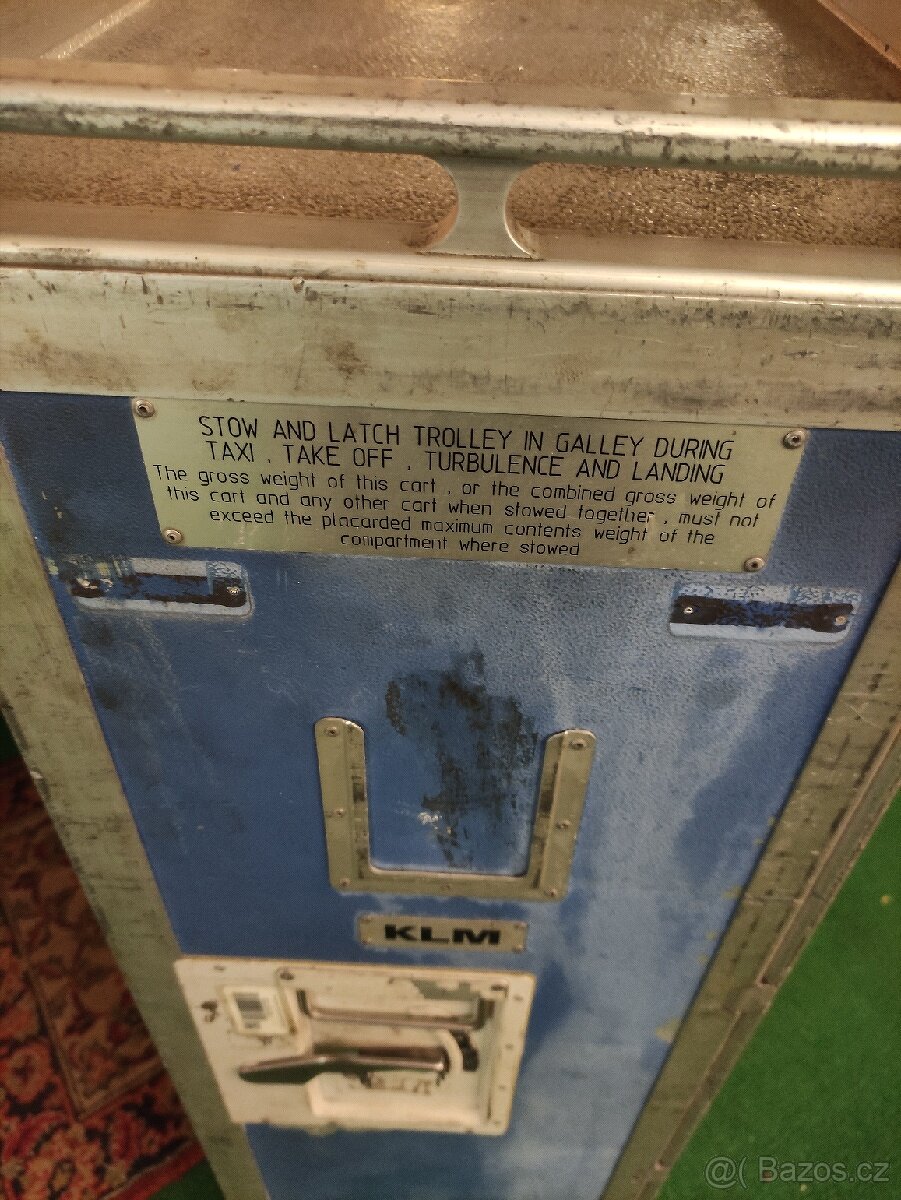 STOW AND LATCH TROLLEY IN GALLEY DURING
TAXI . TAKE OFF . TURBULENCE AND LANDING
The gross weight of this cart . or the combined gross weight of
this cart and any other cart when stowed together . must not
exceed the placarded maximum contents weight of the
compartment where stowed
KLM
@( Bazos.cz